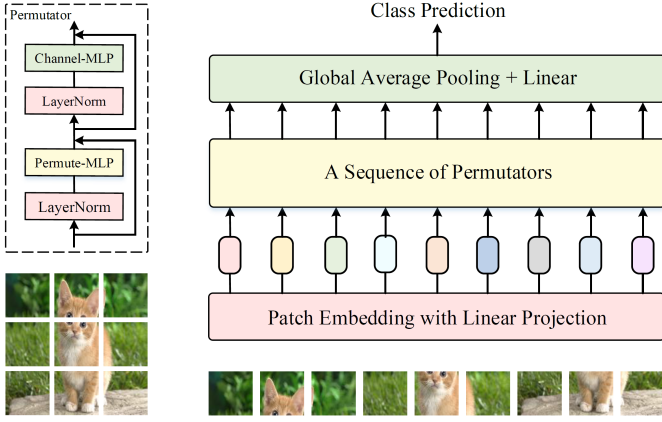 Permutator
Channel-MLP
LayerNorm
Permute-MLP
LayerNorm
Class Prediction
Global Average Pooling + Linear
A Sequence of Permutators
Patch Embedding with Linear Projection